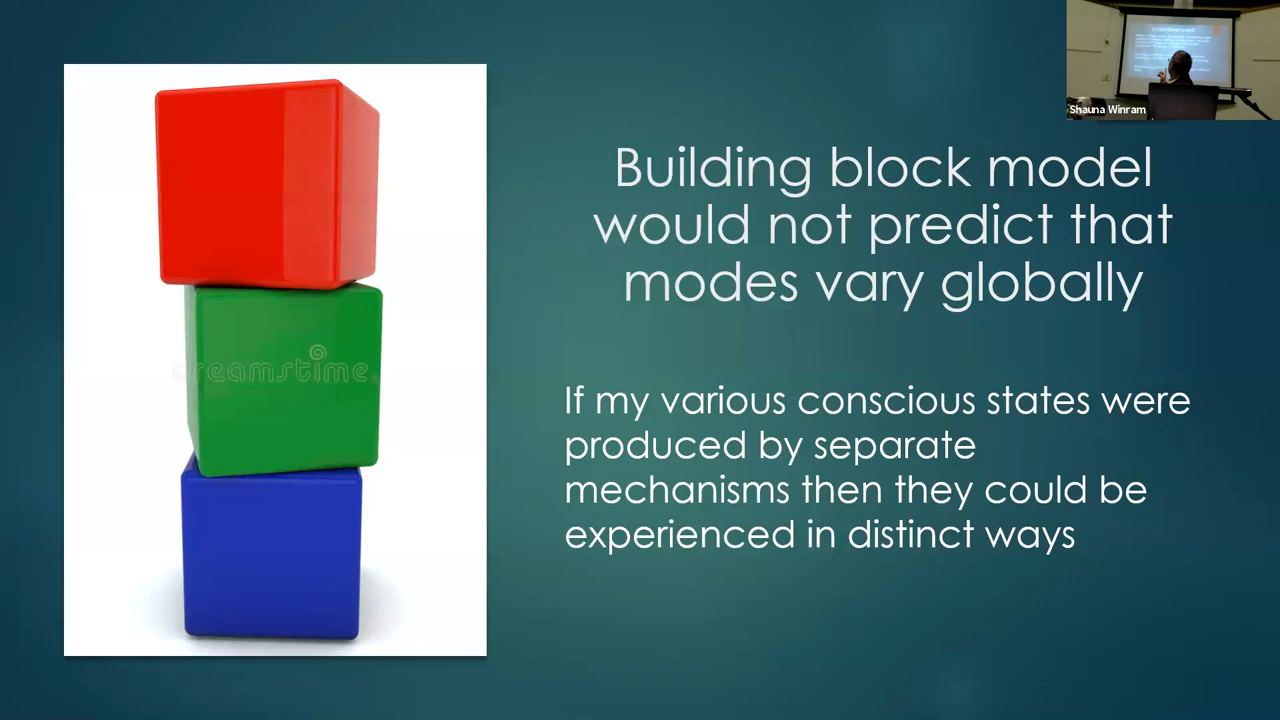 Shauna Winram
Building block model
would not predict that
modes vary globally
dreamstime.
If my various conscious states were
produced by separate
mechanisms then they could be
experienced in distinct ways